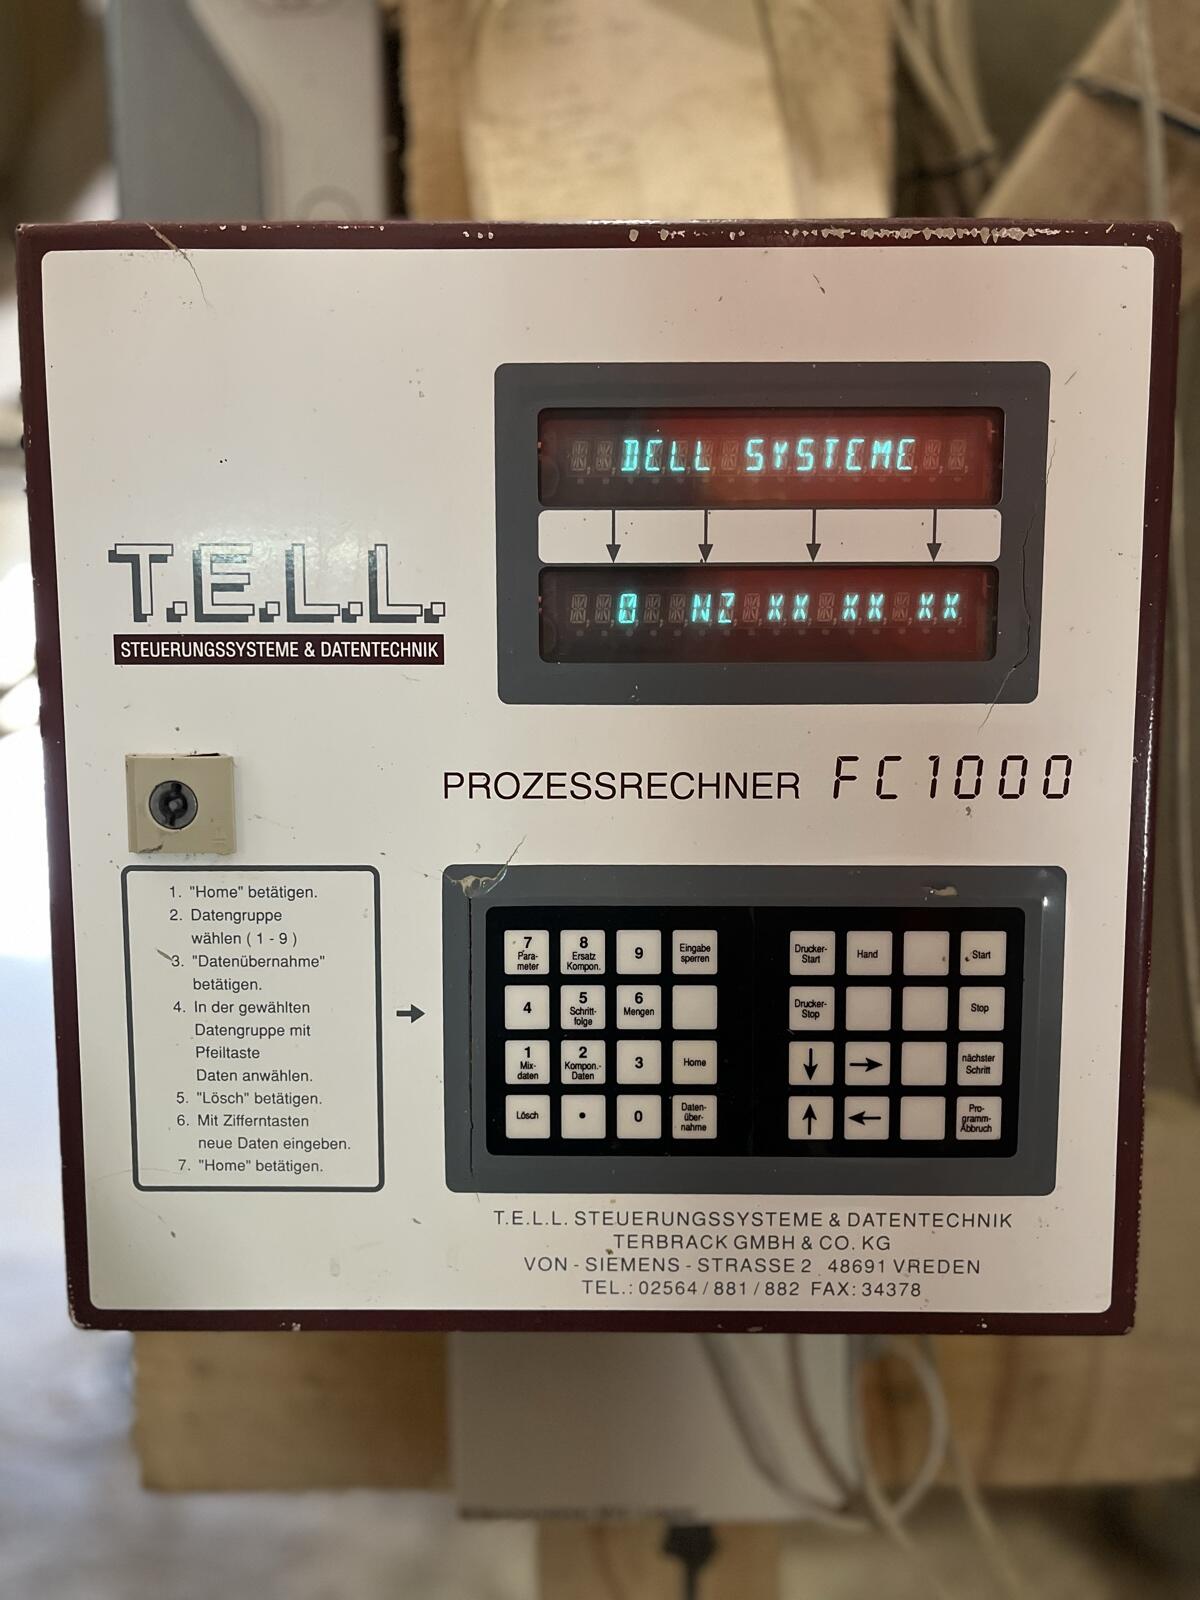 DELL SYSTEME
0 NZ XX XX XX
T.E.L.L.
STEUERUNGSSYSTEME & DATENTECHNIK
PROZESSRECHNER FC1000
1. "Home" betätigen.
2. Datengruppe
wählen ( 1 - 9 )
3. "Datenübernahme"
betätigen.
4. In der gewählten
Datengruppe mit
Pfeiltaste
Daten anwählen.
5. "Lösch" betätigen.
6. Mit Zifferntasten
neue Daten eingeben.
7. "Home" betätigen.
7 Para-meter
8 Ersatz Kompon.
9
Eingabe sperren
Drucker-Start
Hand
Start
4
5 Schritt-folge
6 Mengen
Drucker-Stop
Stop
1 Mix-daten
2 Kompon.-Daten
3
Home
↓
→
nächster Schritt
Lösch
•
0
Daten-über-nahme
↑
←
Pro-gramm-Abbruch
T.E.L.L. STEUERUNGSSYSTEME & DATENTECHNIK
TERBRACK GMBH & CO. KG
VON - SIEMENS - STRASSE 2 48691 VREDEN
TEL.: 02564 / 881 / 882 FAX: 34378